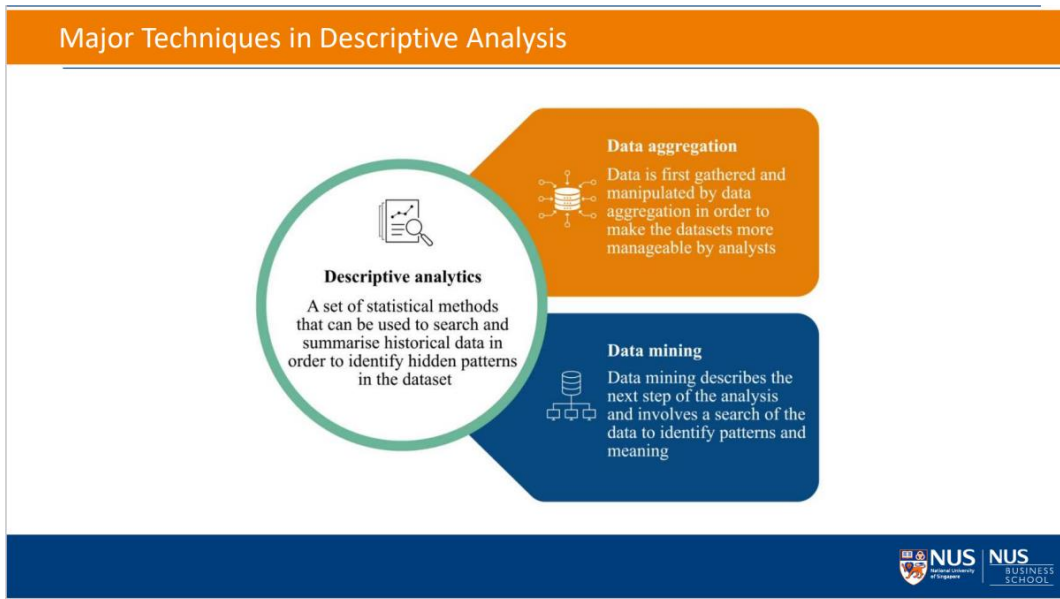 Major Techniques in Descriptive Analysis
Descriptive analytics
A set of statistical methods
that can be used to search and
summarise historical data in
order to identify hidden patterns
in the dataset
Data aggregation
Data is first gathered and
manipulated by data
aggregation in order to
make the datasets more
manageable by analysts
Data mining
Data mining describes the
next step of the analysis
and involves a search of the
data to identify patterns and
meaning
NUS
National University
of Singapore
NUS
BUSINESS
SCHOOL